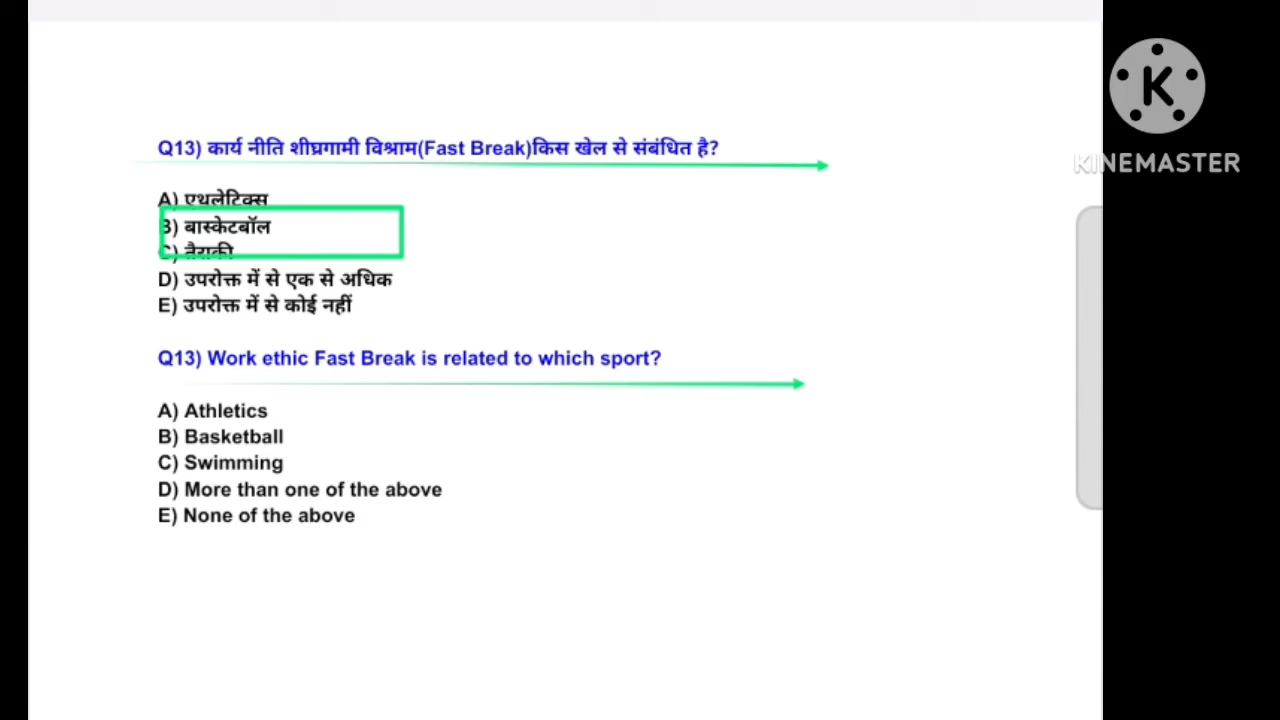 Q13) कार्य नीति शीघ्रगामी विश्राम(Fast Break)किस खेल से संबंधित है?
A) एथलेटिक्स
B) बास्केटबॉल
C) तैराकी
D) उपरोक्त में से एक से अधिक
E) उपरोक्त में से कोई नहीं
Q13) Work ethic Fast Break is related to which sport?
A) Athletics
B) Basketball
C) Swimming
D) More than one of the above
E) None of the above
K
KINEMASTER